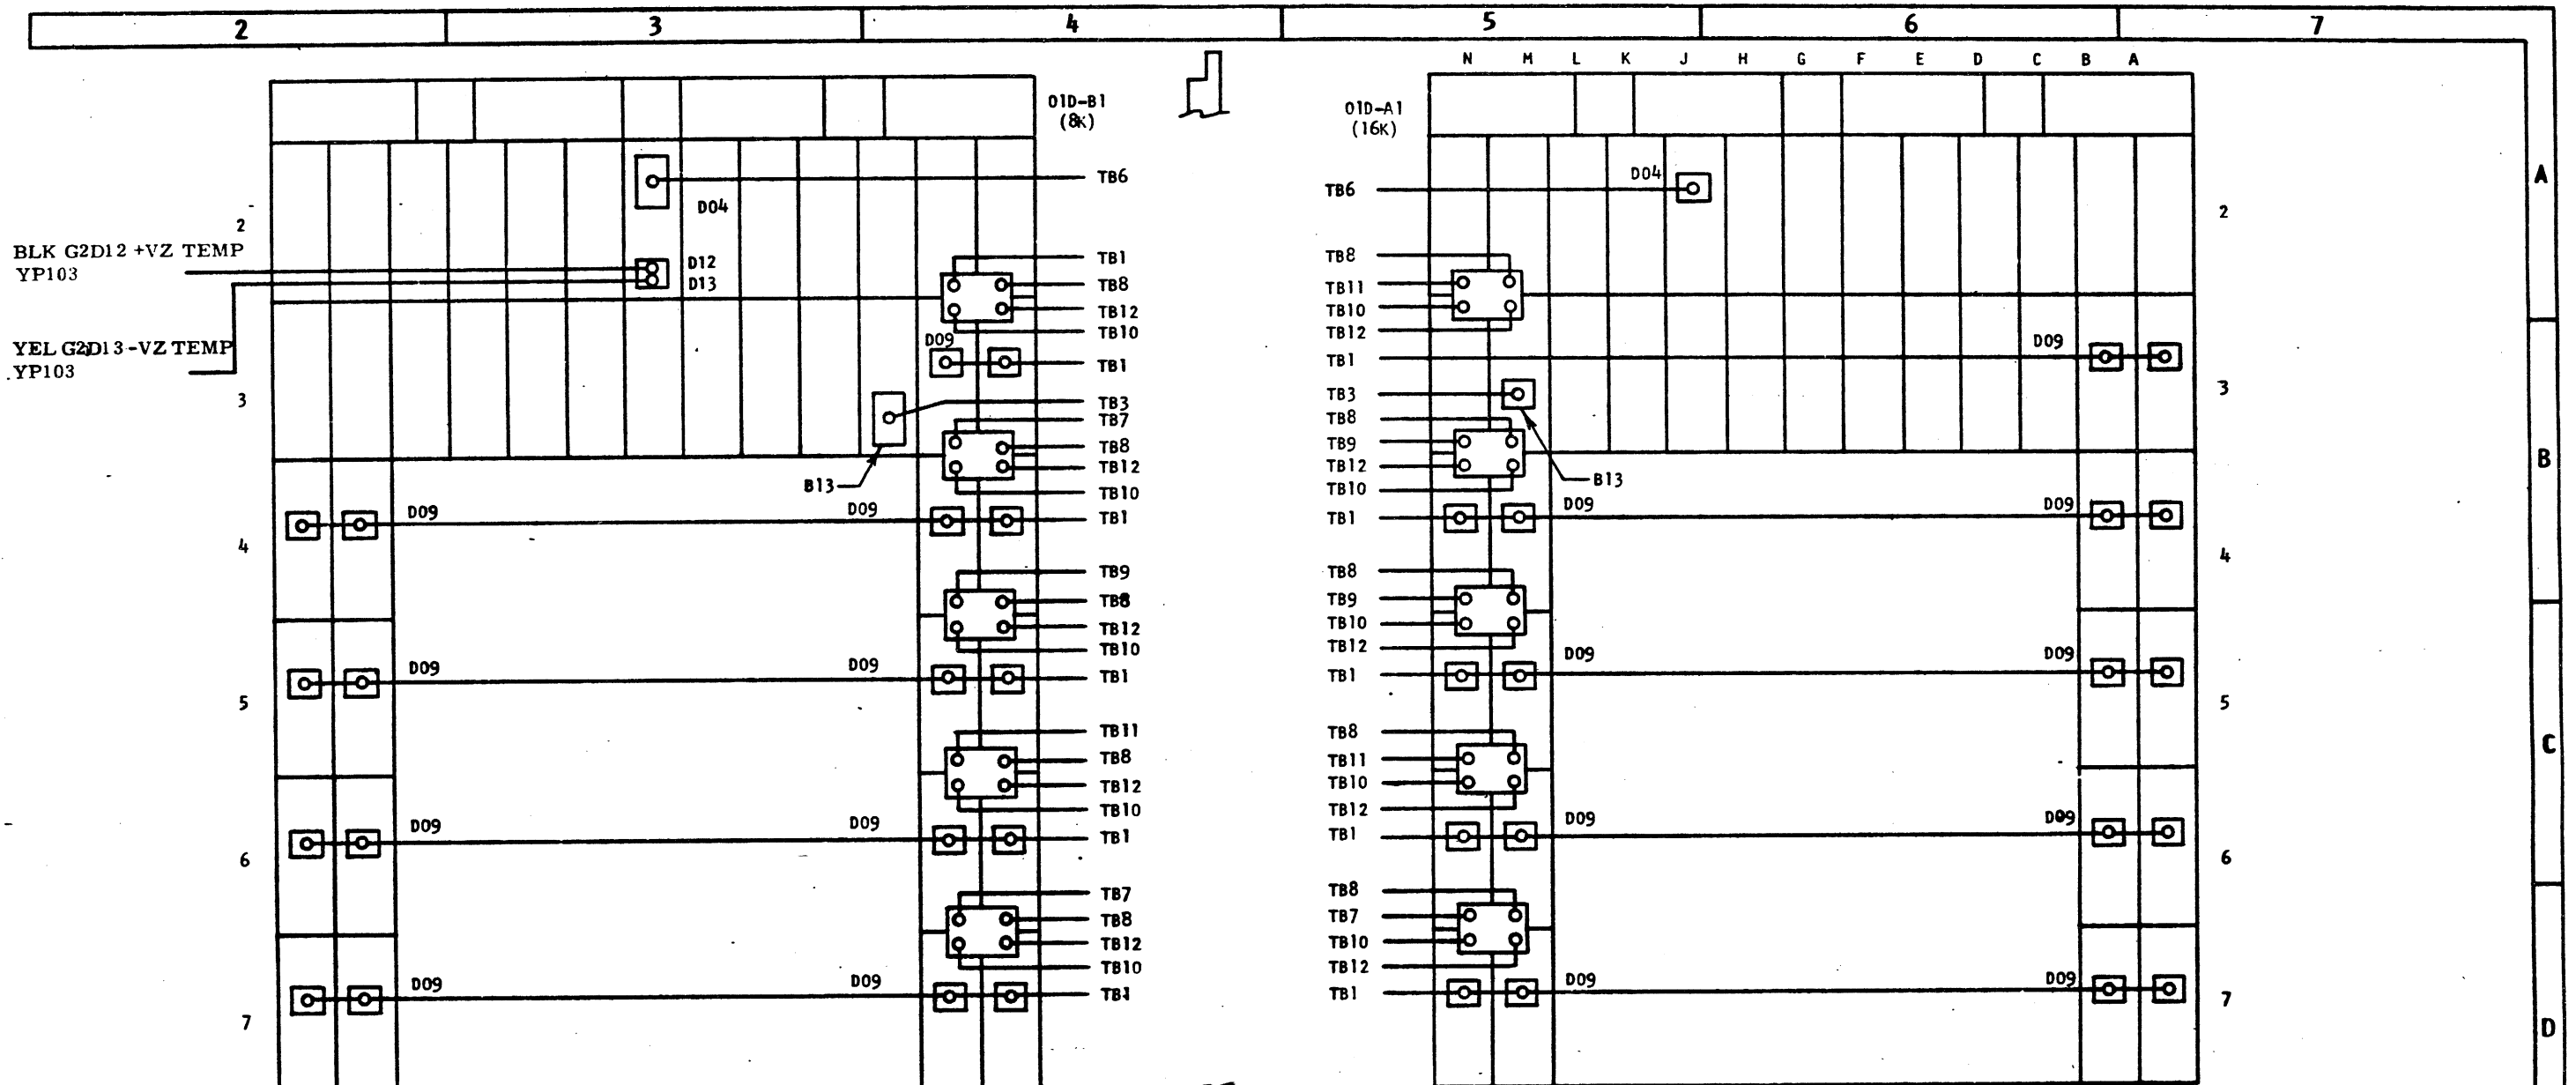 2 3 4 5 6 7
N M L K J H G F E D C B A
01D-B1
(8K)
TB6
D04
2
BLK G2D12 +VZ TEMP
YP103
D12
D13
TB1
TB8
TB12
TB10
YEL G2D13 -VZ TEMP
YP103
D09
TB1
3
TB3
TB7
TB8
TB12
B13
TB10
D09 D09 TB1
4
TB9
TB8
TB12
TB10
D09 D09 TB1
5
TB11
TB8
TB12
TB10
D09 D09 TB1
6
TB7
TB8
TB12
TB10
D09 D09 TB1
7
01D-A1
(16K)
TB6 D04
2
TB8
TB11
TB10
TB12
TB1 D09
3
TB3
TB8
TB9
TB12
B13
TB10
TB1 D09 D09
4
TB8
TB9
TB10
TB12
TB1 D09 D09
5
TB8
TB11
TB10
TB12
TB1 D09 D09
6
TB8
TB7
TB10
TB12
TB1 D09 D09
7
A
B
C
D